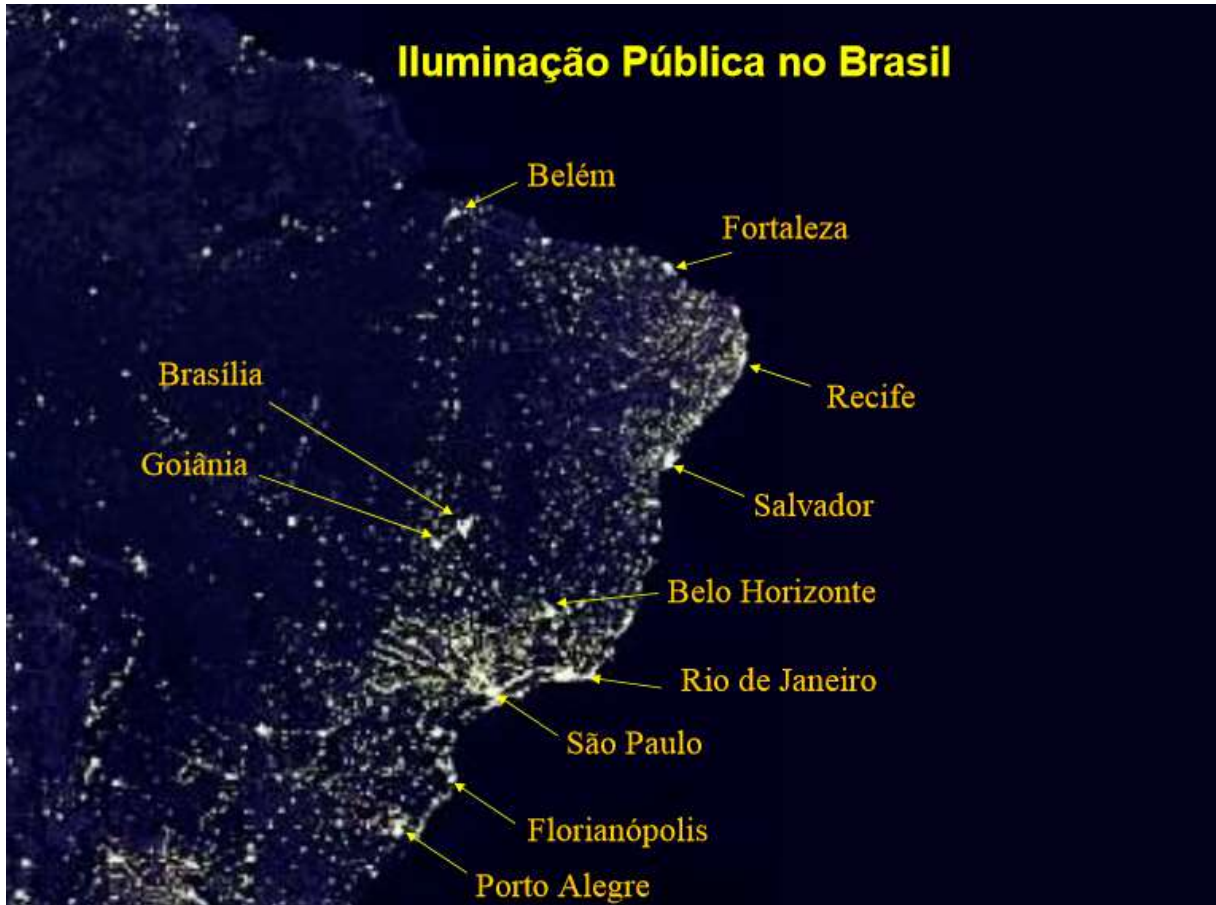 Iluminação Pública no Brasil
Belém
Fortaleza
Brasília
Recife
Goiânia
Salvador
Belo Horizonte
Rio de Janeiro
São Paulo
Florianópolis
Porto Alegre